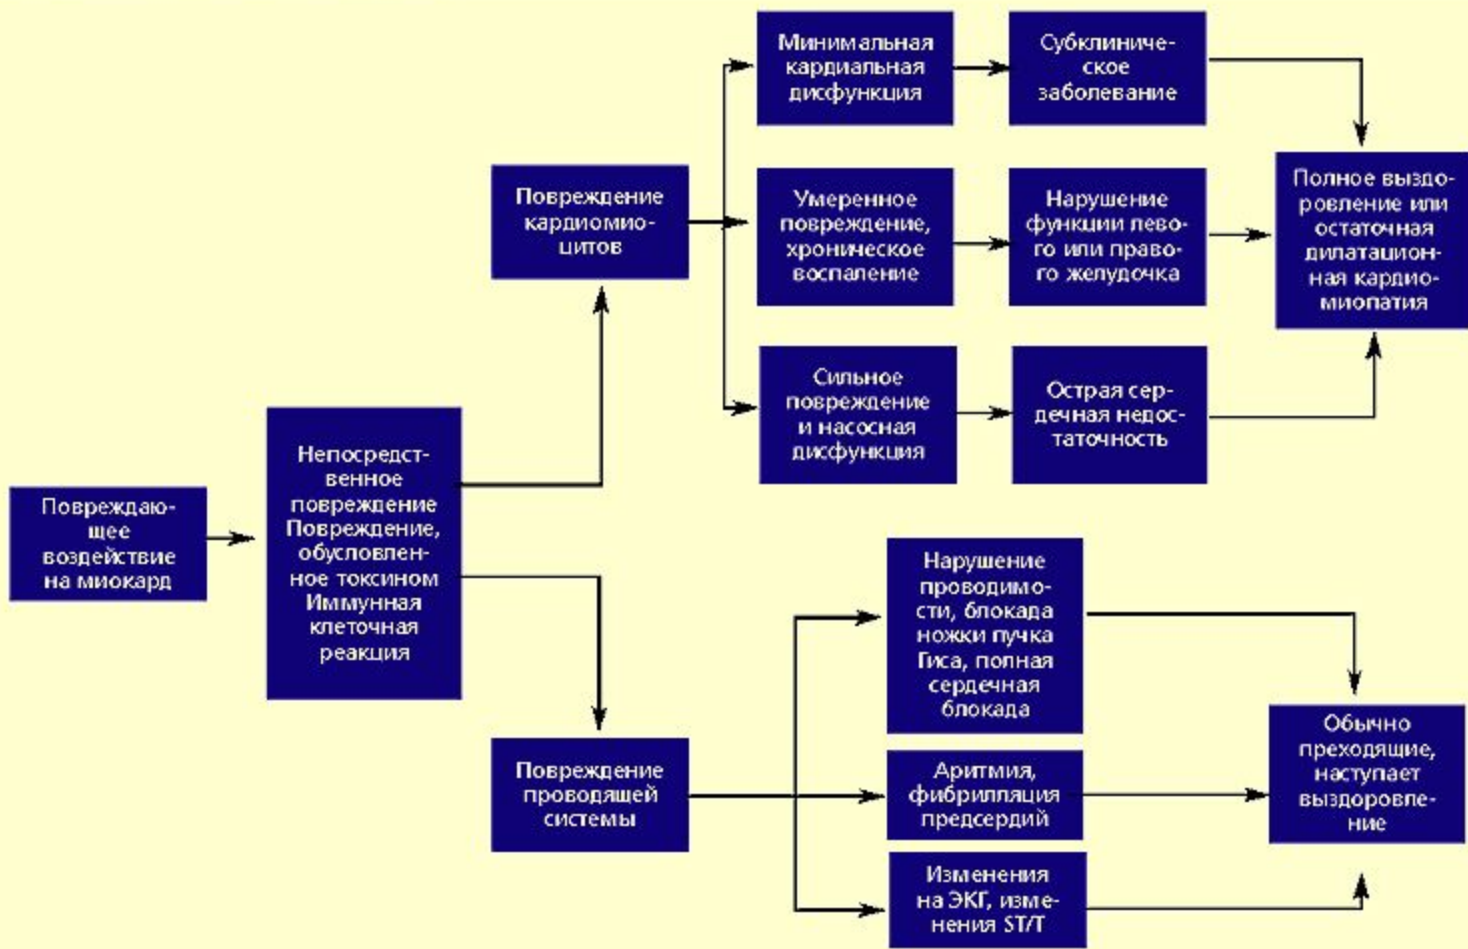 Минимальная
кардиальная
дисфункция
Субклиниче-
ское
заболевание
Повреждение
кардиомио-
цитов
Умеренное
повреждение,
хроническое
воспаление
Нарушение
функции лево-
го или право-
го желудочка
Полное выздо-
ровление или
остаточная
дилатацион-
ная кардио-
миопатия
Сильное
повреждение
и насосная
дисфункция
Острая сер-
дечная недос-
таточность
Повреждаю-
щее
воздействие
на миокард
Непосредст-
венное
повреждение
Повреждение,
обусловлен-
ное токсином
Иммунная
клеточная
реакция
Нарушение
проводимо-
сти, блокада
ножки пучка
Гиса, полная
сердечная
блокада
Повреждение
проводящей
системы
Аритмия,
фибрилляция
предсердий
Обычно
преходящие,
наступает
выздоровле-
ние
Изменения
на ЭКГ, изме-
нения ST/T